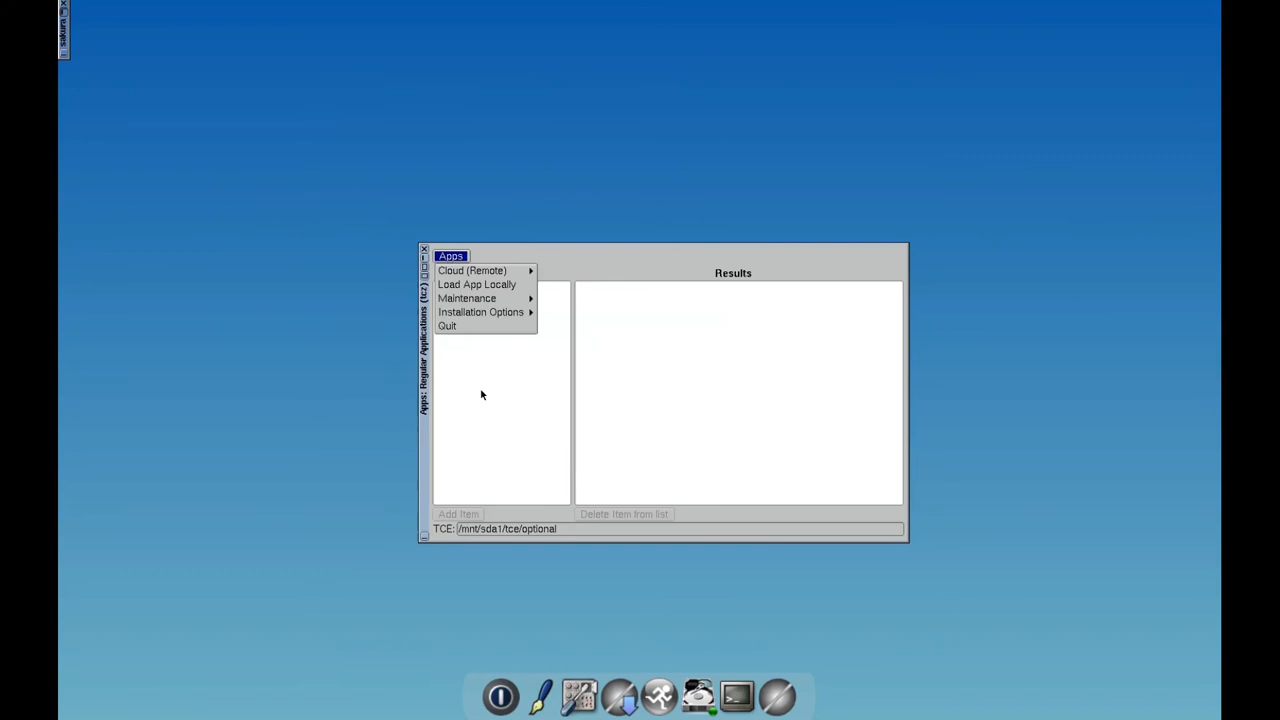 sakura
Apps: Regular Applications (tcz)
Apps
Cloud (Remote)
Load App Locally
Maintenance
Installation Options
Quit
Results
Add Item
Delete Item from list
TCE: /mnt/sda1/tce/optional